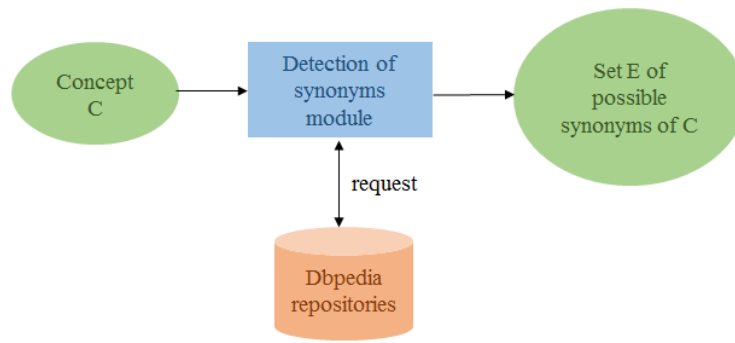 Concept
C
Detection of
synonyms
module
Set E of
possible
synonyms of C
request
Dbpedia
repositories